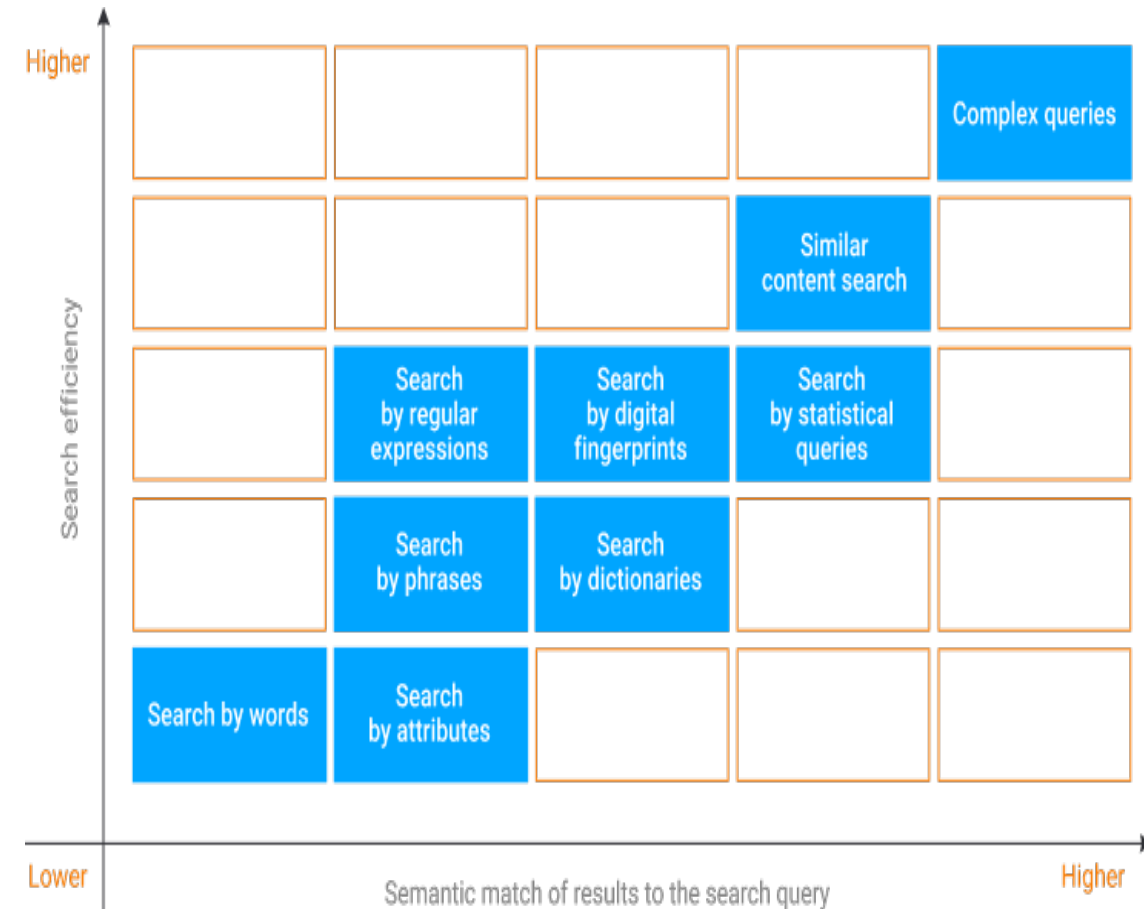 Higher
Complex queries
Similar
content search
Search efficiency
Search
by regular
expressions
Search
by digital
fingerprints
Search
by statistical
queries
Search
by phrases
Search
by dictionaries
Search by words
Search
by attributes
Lower
Semantic match of results to the search query
Higher